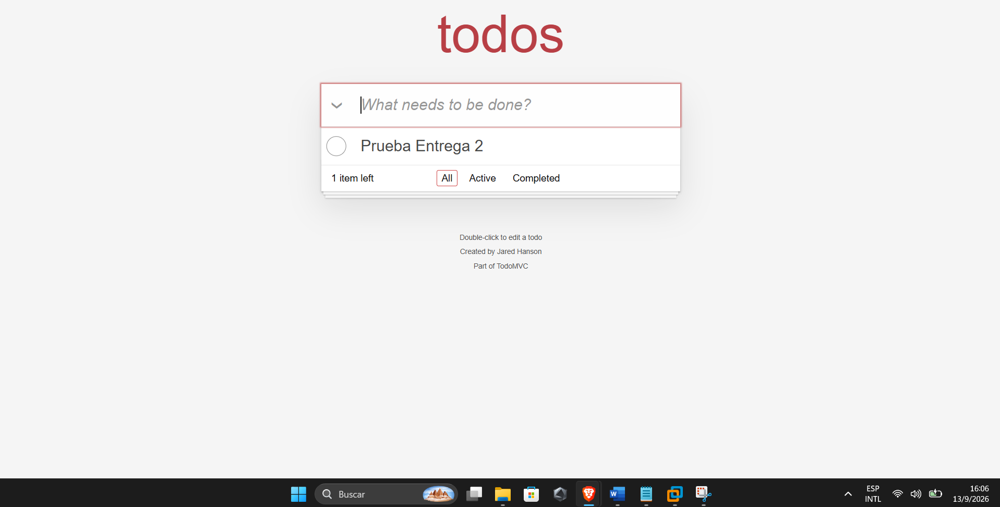 todos
What needs to be done?
Prueba Entrega 2
1 item left All Active Completed
Double-click to edit a todo
Created by Jared Hanson
Part of TodoMVC
Buscar
W
ESP
INTL
16:06
13/9/2026